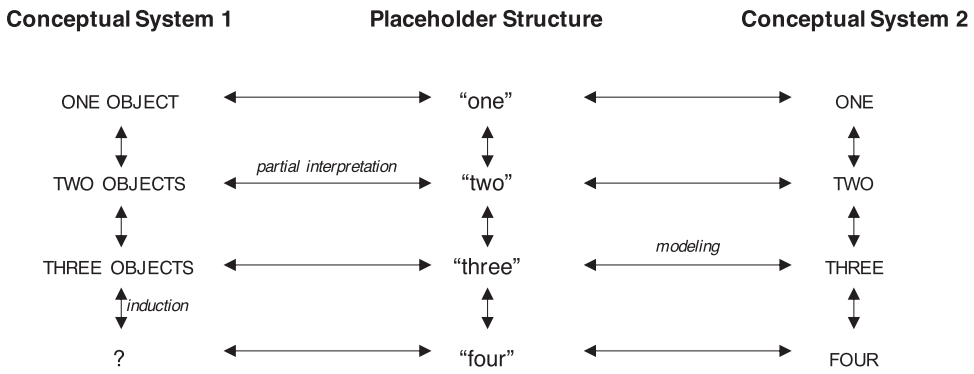 Conceptual System 1 Placeholder Structure Conceptual System 2
ONE OBJECT “one” ONE
partial interpretation
TWO OBJECTS “two” TWO
modeling
THREE OBJECTS “three” THREE
induction
? “four” FOUR